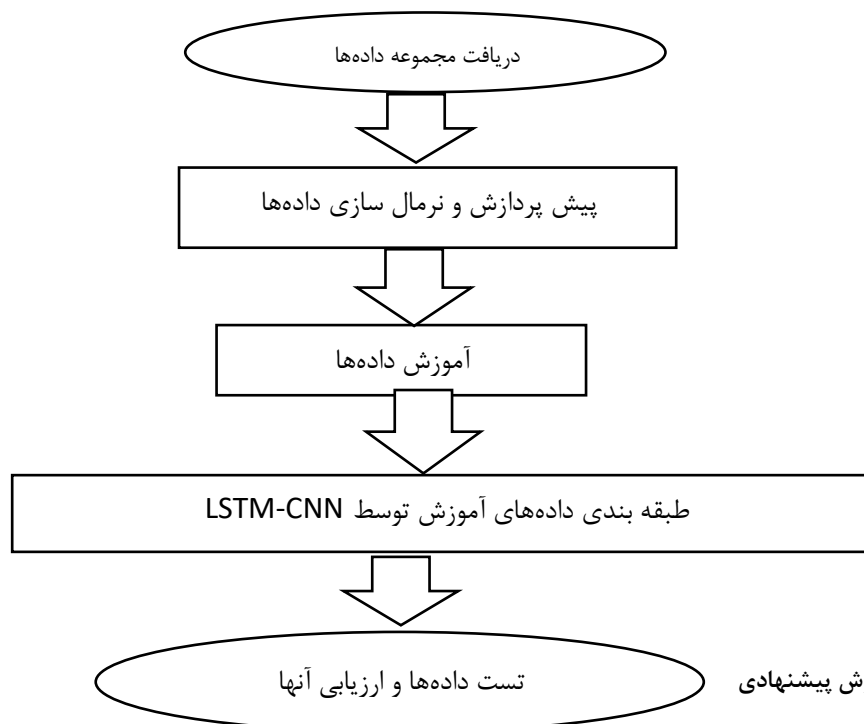 دریافت مجموعه داده‌ها
پیش پردازش و نرمال سازی داده‌ها
آموزش داده‌ها
طبقه بندی داده‌های آموزش توسط LSTM-CNN
تست داده‌ها و ارزیابی آنها
پیشنهادی